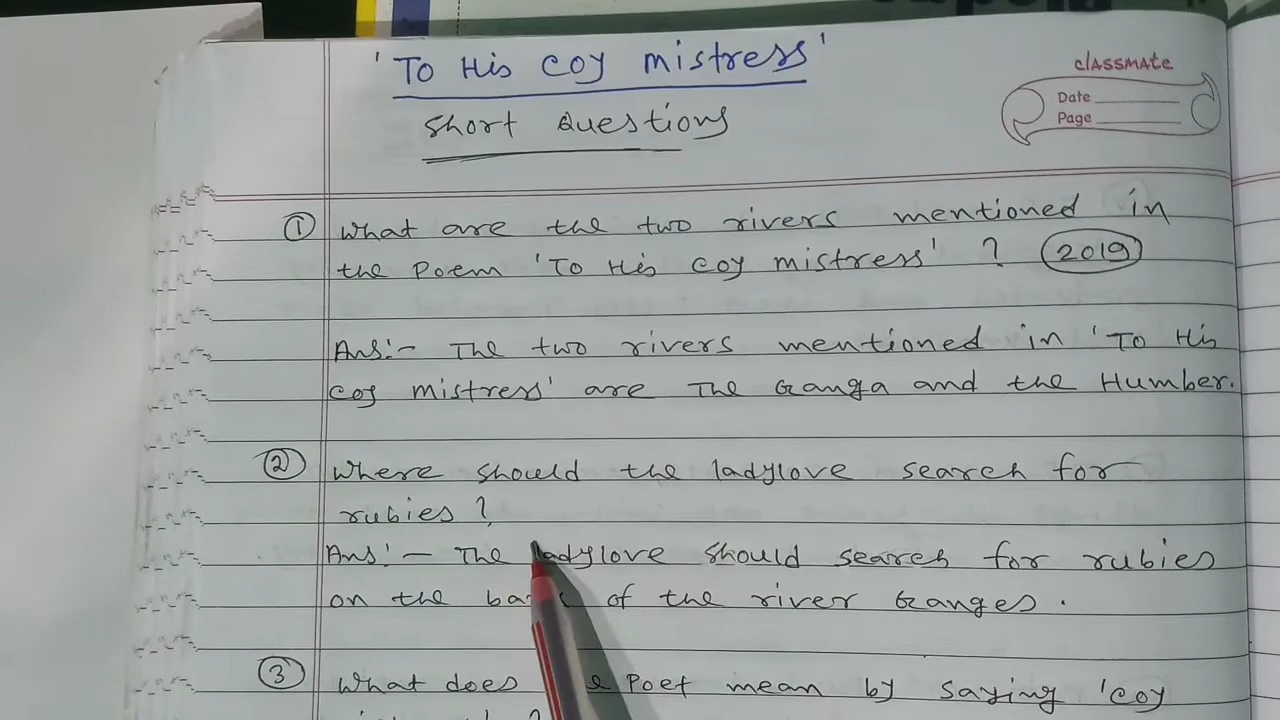 'To His Coy Mistress'
Short Questions
classmate
Date
Page
① What are the two rivers mentioned in
the Poem 'To His Coy Mistress' ? 2019
Ans:- The two rivers mentioned in 'To His
Coy Mistress' are The Ganga and the Humber.
② Where should the ladylove search for
rubies ?
Ans:- The ladylove should search for rubies
on the of the river Ganges.
③ What does Poet mean by saying 'Coy